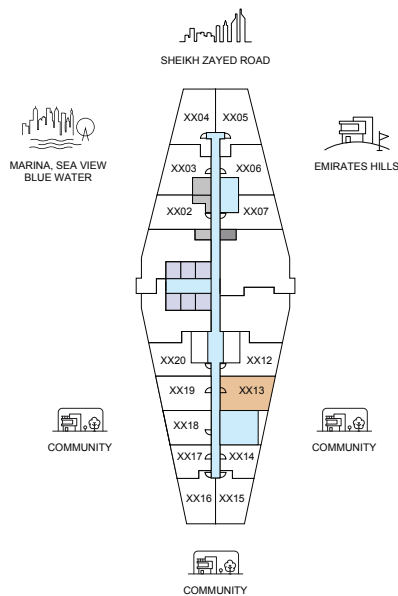 SHEIKH ZAYED ROAD
XX04 XX05
MARINA, SEA VIEW
BLUE WATER
EMIRATES HILLS
XX03 XX06
XX02 XX07
XX20 XX12
XX19 XX13
XX18
XX17 XX14
XX16 XX15
COMMUNITY
COMMUNITY
COMMUNITY